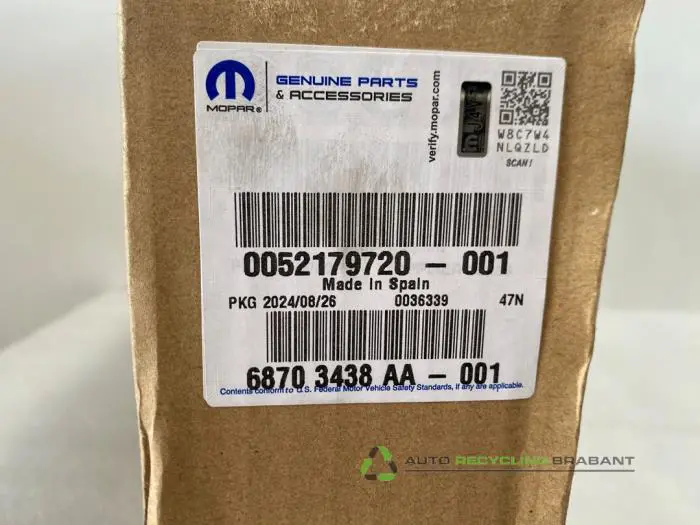 MOPAR®
GENUINE PARTS
& ACCESSORIES
verify.mopar.com
W8C7W4
NLQZLD
SCAN!
0052179720 - 001
Made In Spain
PKG 2024/08/26 0036339 47N
6870 3438 AA - 001
Contents conform to U.S. Federal Motor Vehicle Safety Standards, if any are applicable.
AUTO RECYCLING BRABANT